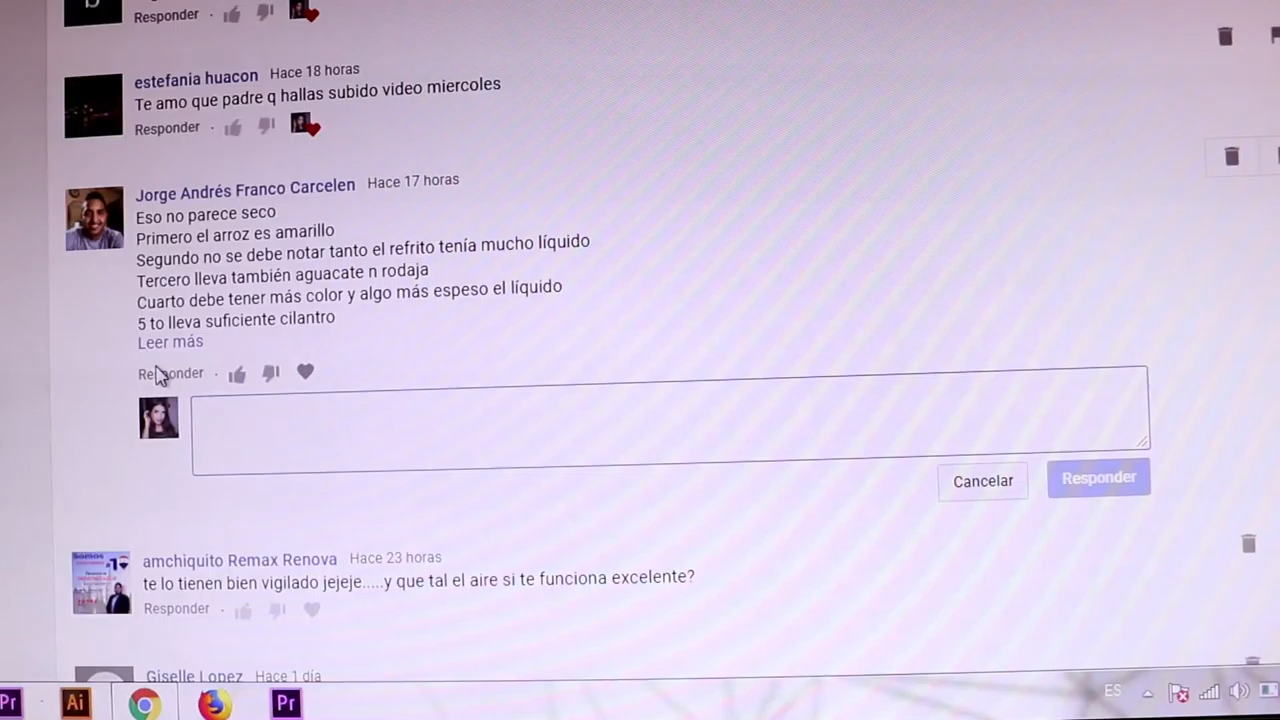 Responder
estefania huacon Hace 18 horas
Te amo que padre q hallas subido video miercoles
Responder
Jorge Andrés Franco Carcelen Hace 17 horas
Eso no parece seco
Primero el arroz es amarillo
Segundo no se debe notar tanto el refrito tenía mucho líquido
Tercero lleva también aguacate n rodaja
Cuarto debe tener más color y algo más espeso el líquido
5 to lleva suficiente cilantro
Leer más
Responder
Cancelar Responder
amchiquito Remax Renova Hace 23 horas
te lo tienen bien vigilado jejeje.....y que tal el aire si te funciona excelente?
Responder
Giselle Lopez Hace 1 día
Pr Ai Pr ES